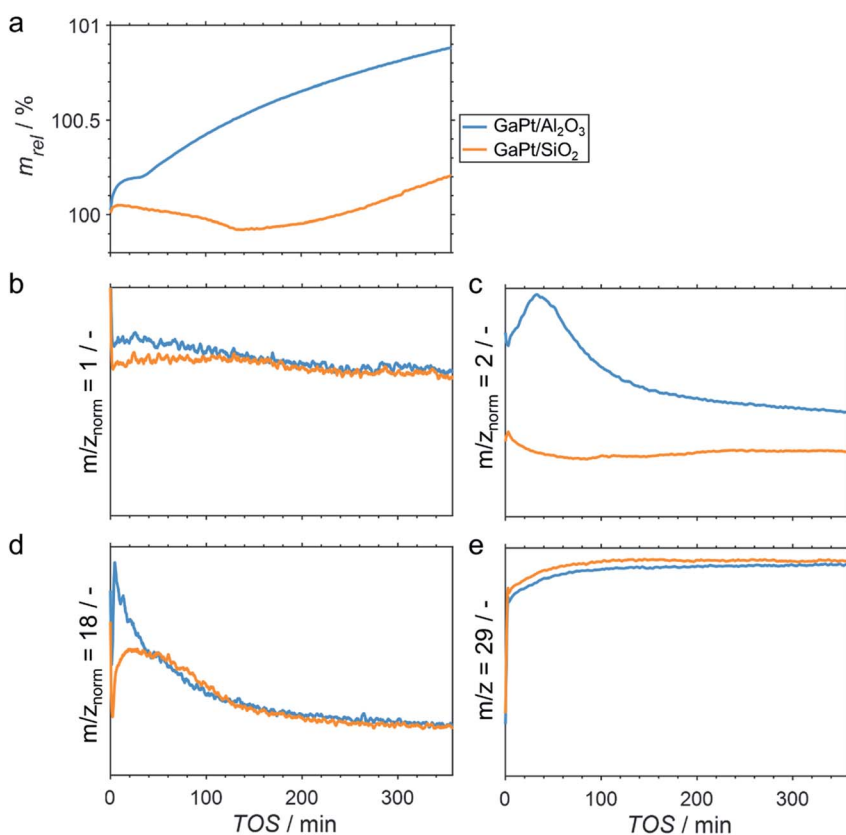 a
101
100.5
100
m_rel / %
GaPt/Al₂O₃
GaPt/SiO₂
b
m/z_norm = 1 / -
c
m/z_norm = 2 / -
d
m/z_norm = 18 / -
0 100 200 300
TOS / min
e
m/z = 29 / -
0 100 200 300
TOS / min